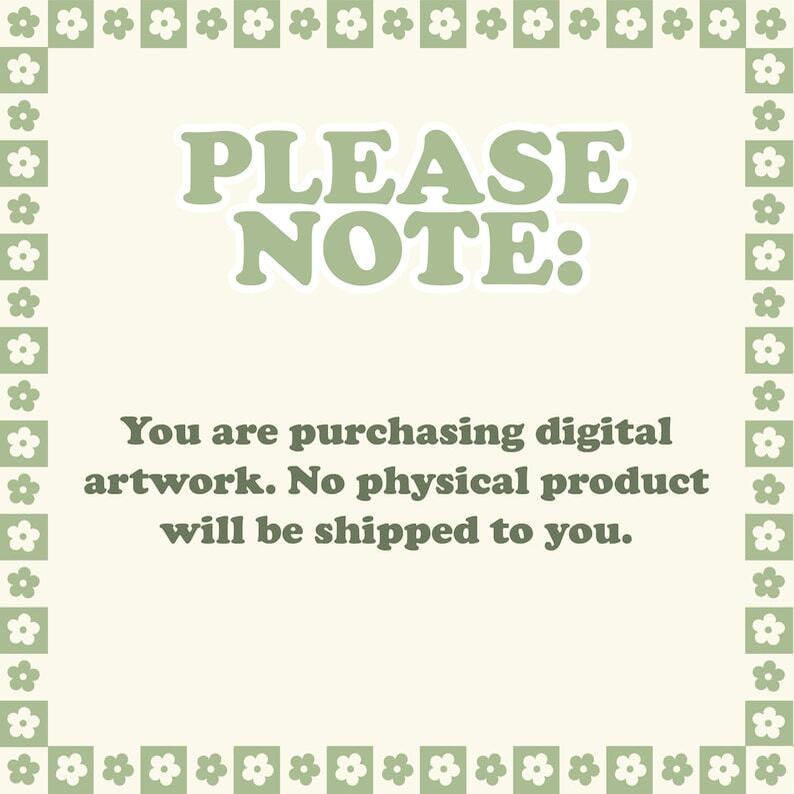 PLEASE
NOTE:
You are purchasing digital
artwork. No physical product
will be shipped to you.